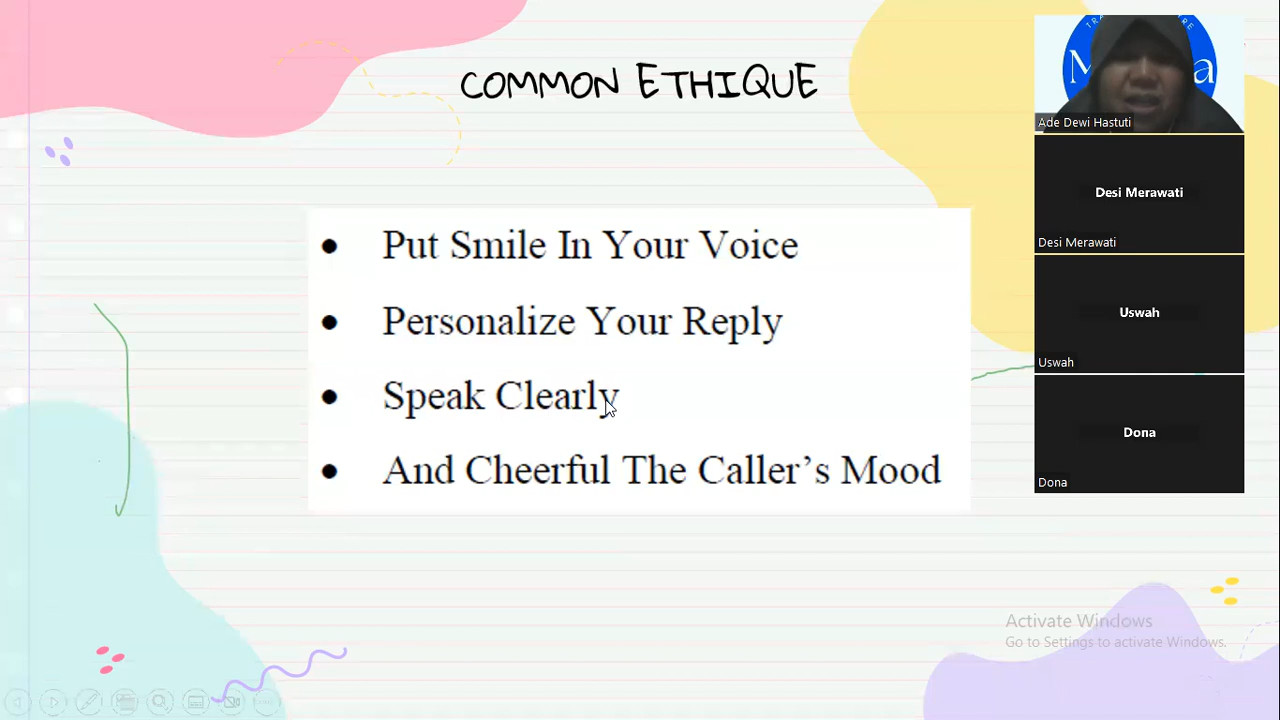 COMMON ETHIQUE
• Put Smile In Your Voice
• Personalize Your Reply
• Speak Clearly
• And Cheerful The Caller's Mood
Ade Dewi Hastuti
Desi Merawati
Desi Merawati
Uswah
Uswah
Dona
Dona
Activate Windows
Go to Settings to activate Windows.